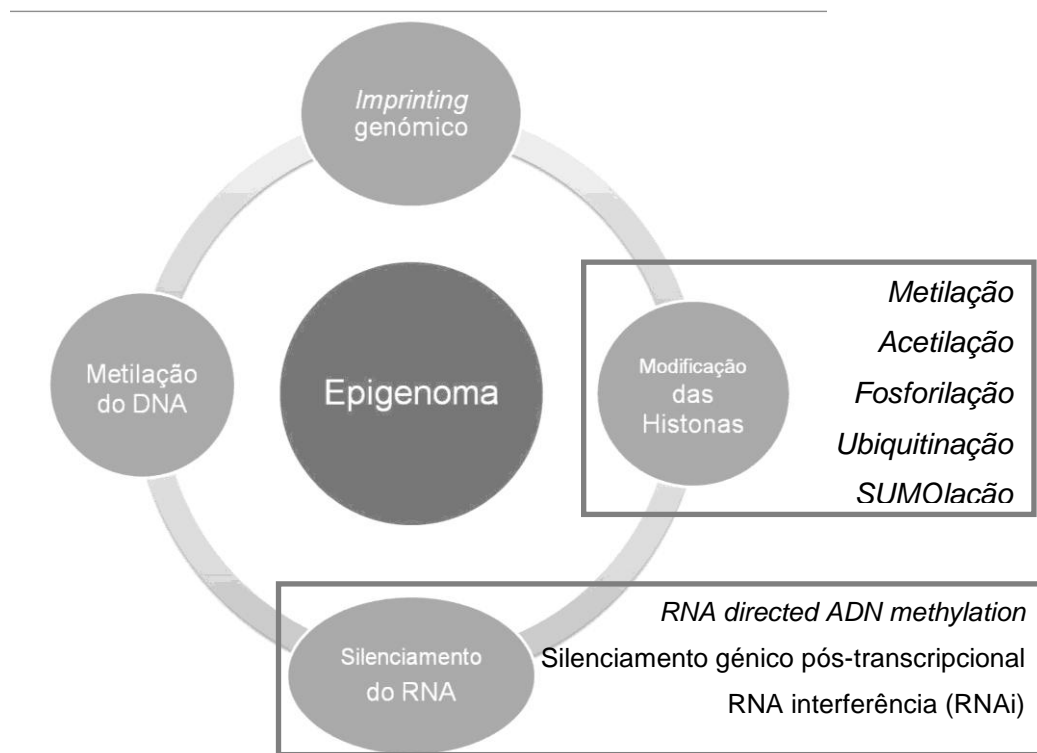 Imprinting
genómico
Metilação
do DNA
Epigenoma
Modificação
das
Histonas
Metilação
Acetilação
Fosforilação
Ubiquitinação
SUMOlação
Silenciamento
do RNA
RNA directed ADN methylation
Silenciamento génico pós-transcripcional
RNA interferência (RNAi)